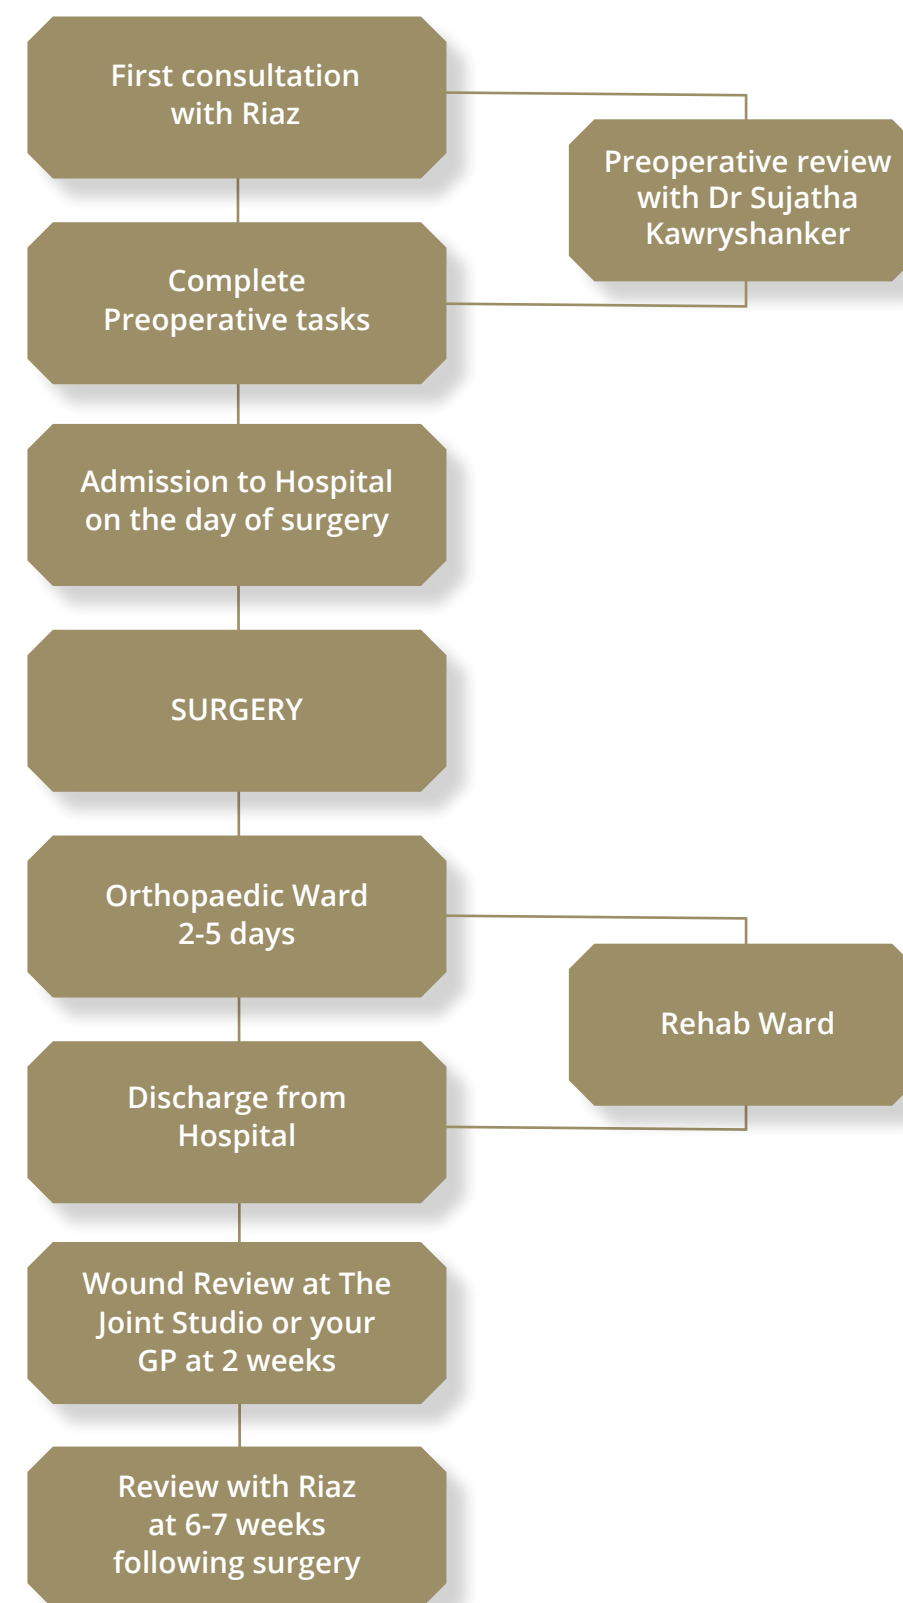 First consultation
with Riaz
Preoperative review
with Dr Sujatha
Kawryshanker
Complete
Preoperative tasks
Admission to Hospital
on the day of surgery
SURGERY
Orthopaedic Ward
2-5 days
Rehab Ward
Discharge from
Hospital
Wound Review at The
Joint Studio or your
GP at 2 weeks
Review with Riaz
at 6-7 weeks
following surgery